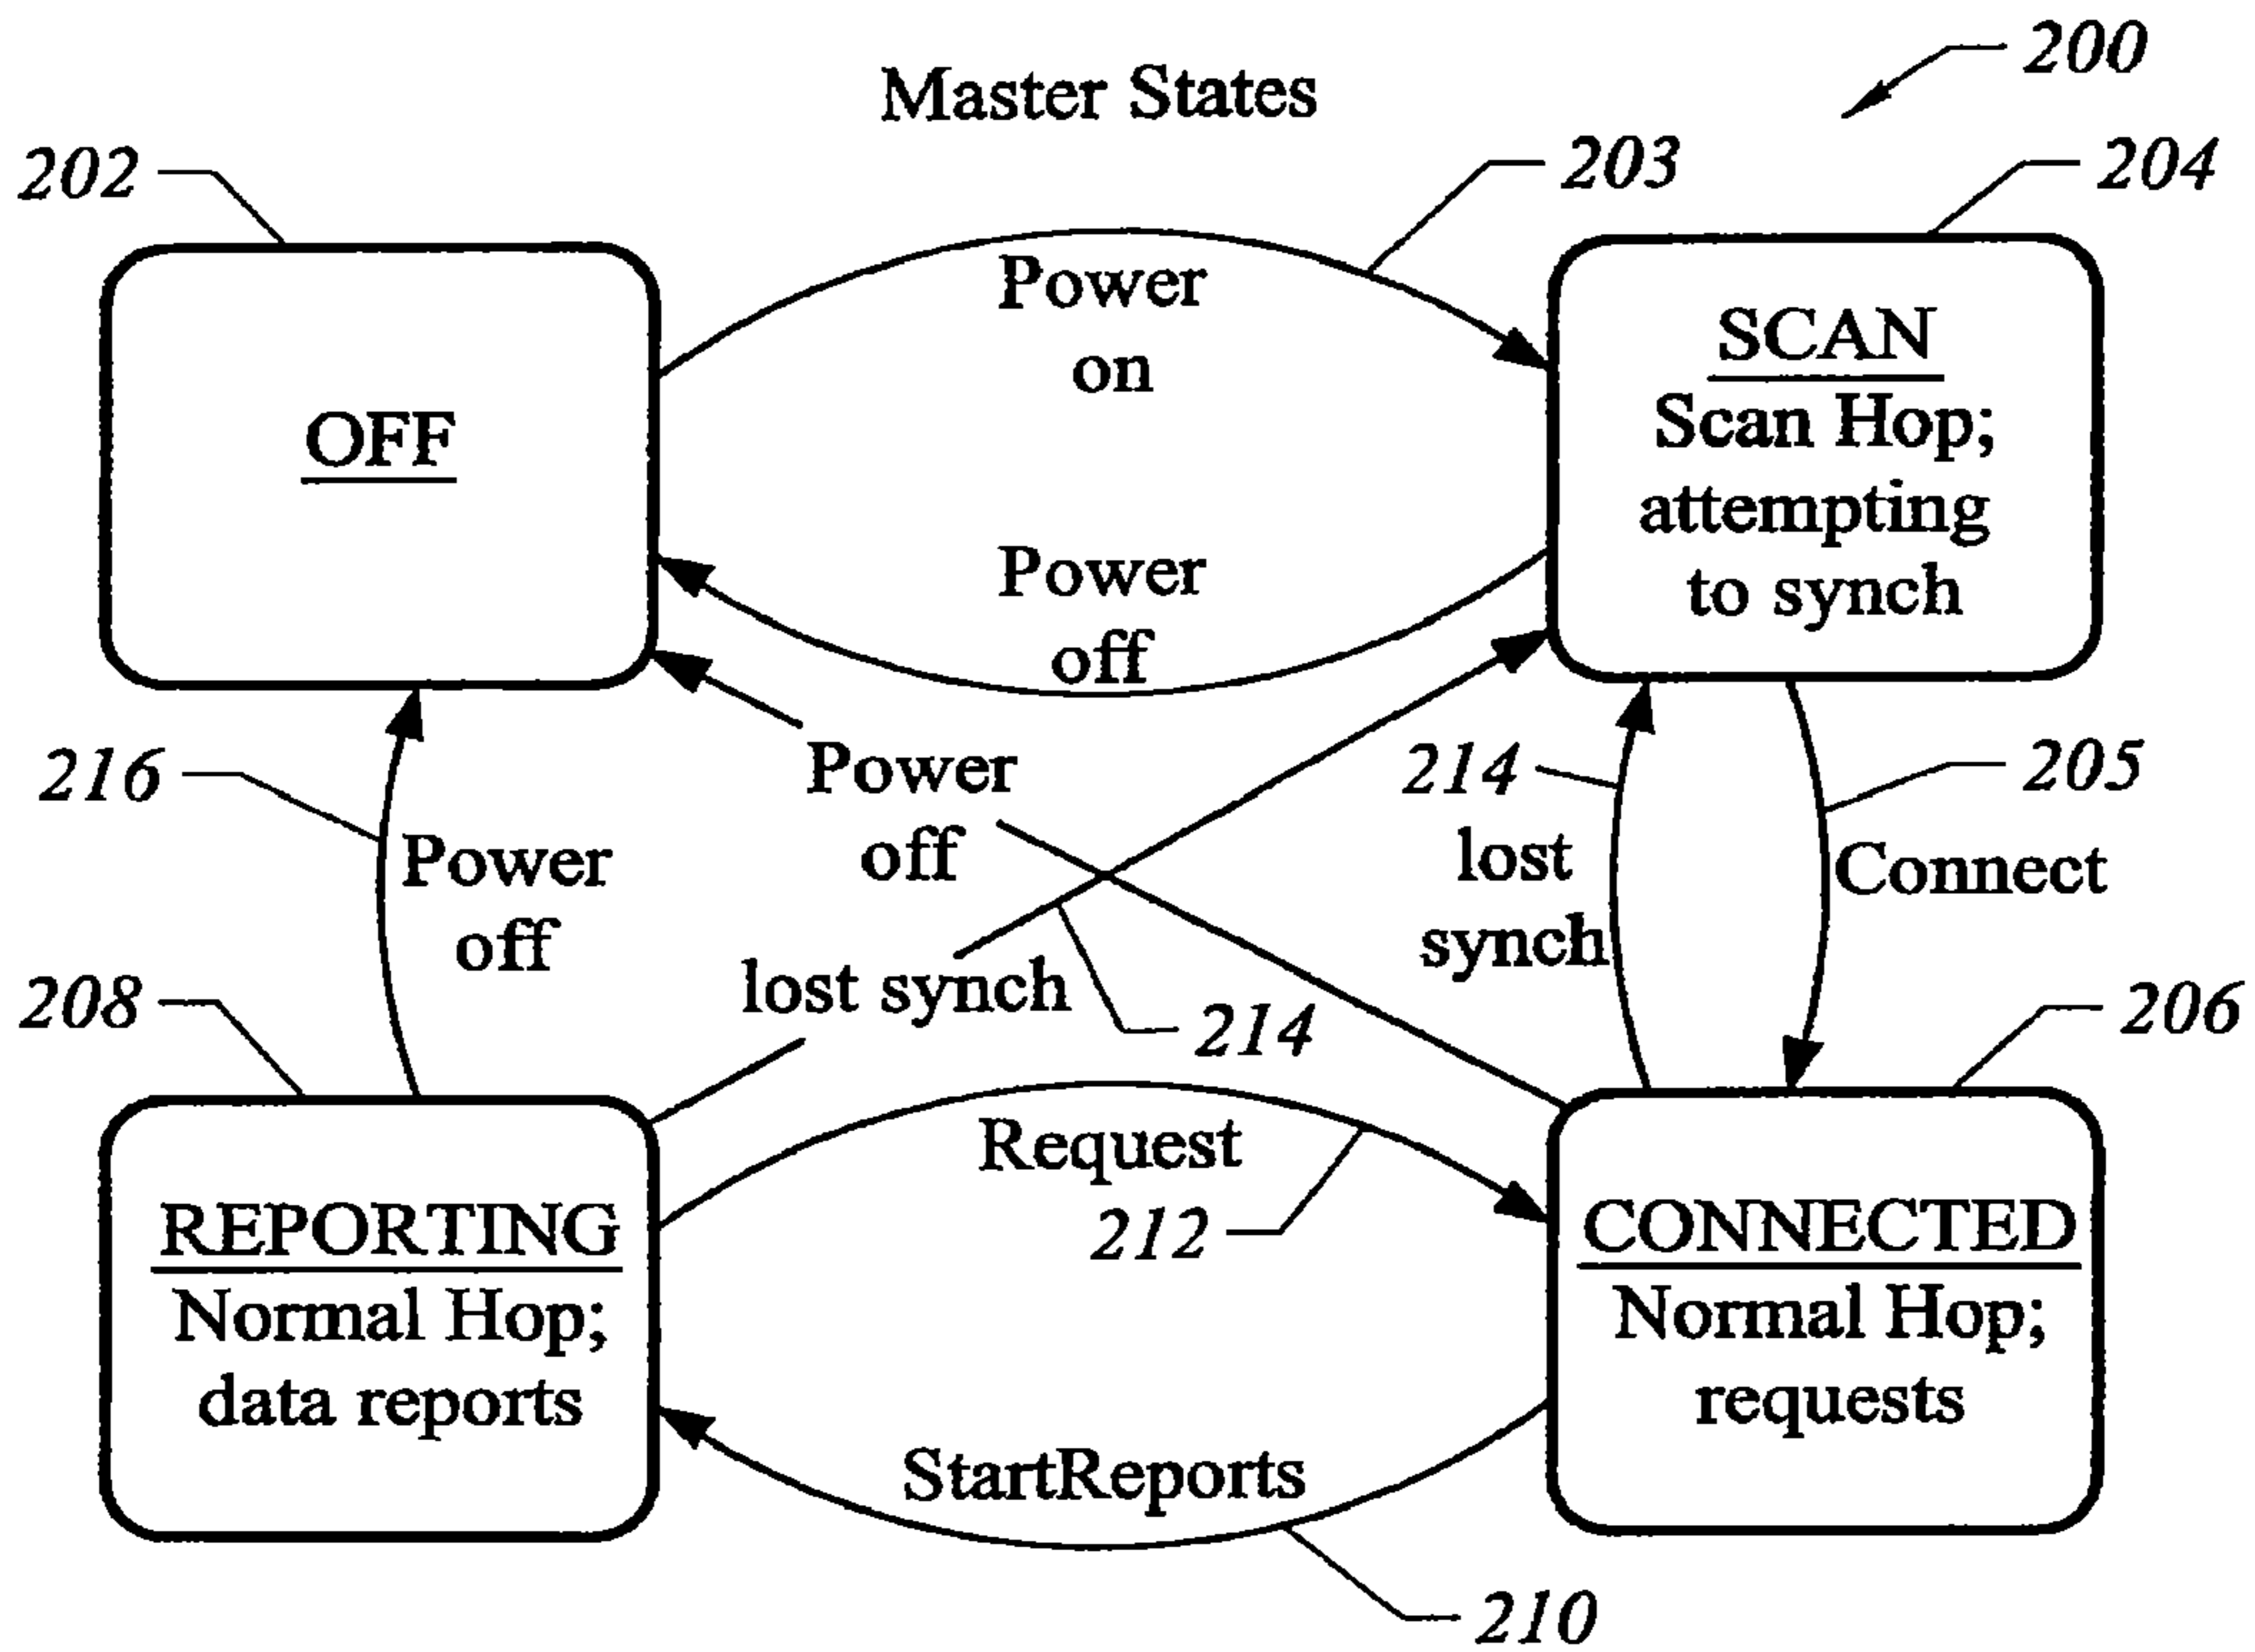 200
Master States
202
203
204
Power
on
OFF
SCAN
Scan Hop;
attempting
to synch
Power
off
216
Power
off
Power
off
214
lost
synch
205
Connect
208
lost synch
214
206
Request
212
REPORTING
Normal Hop;
data reports
CONNECTED
Normal Hop;
requests
StartReports
210